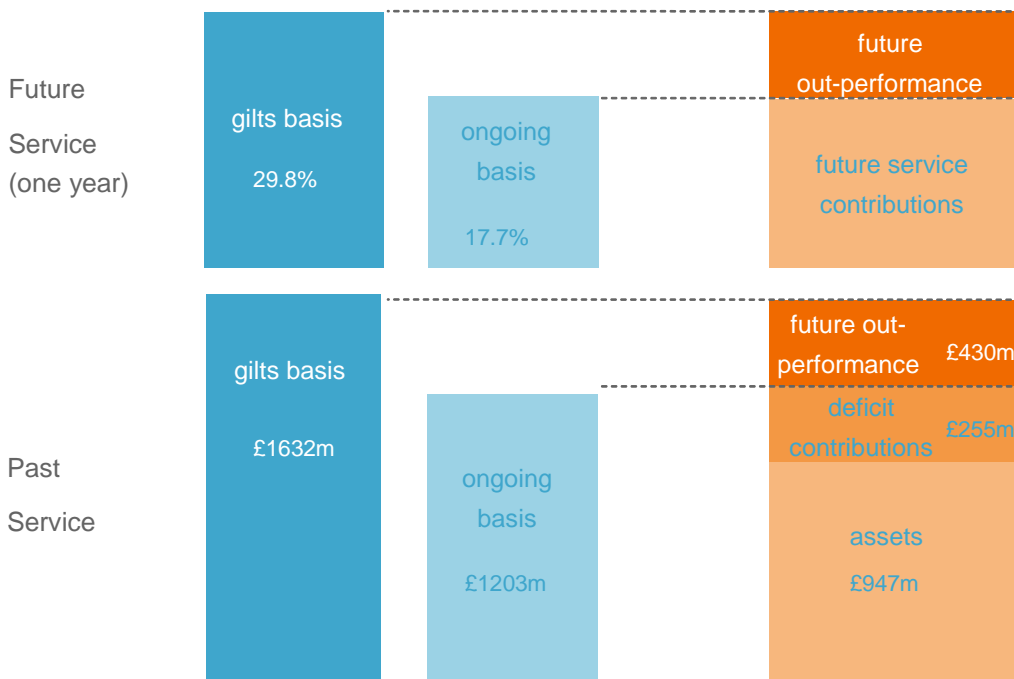 Future
Service
(one year)
gilts basis
29.8%
ongoing
basis
17.7%
future
out-performance
future service
contributions
Past
Service
gilts basis
£1632m
ongoing
basis
£1203m
future out-
performance
£430m
deficit
contributions
£255m
assets
£947m